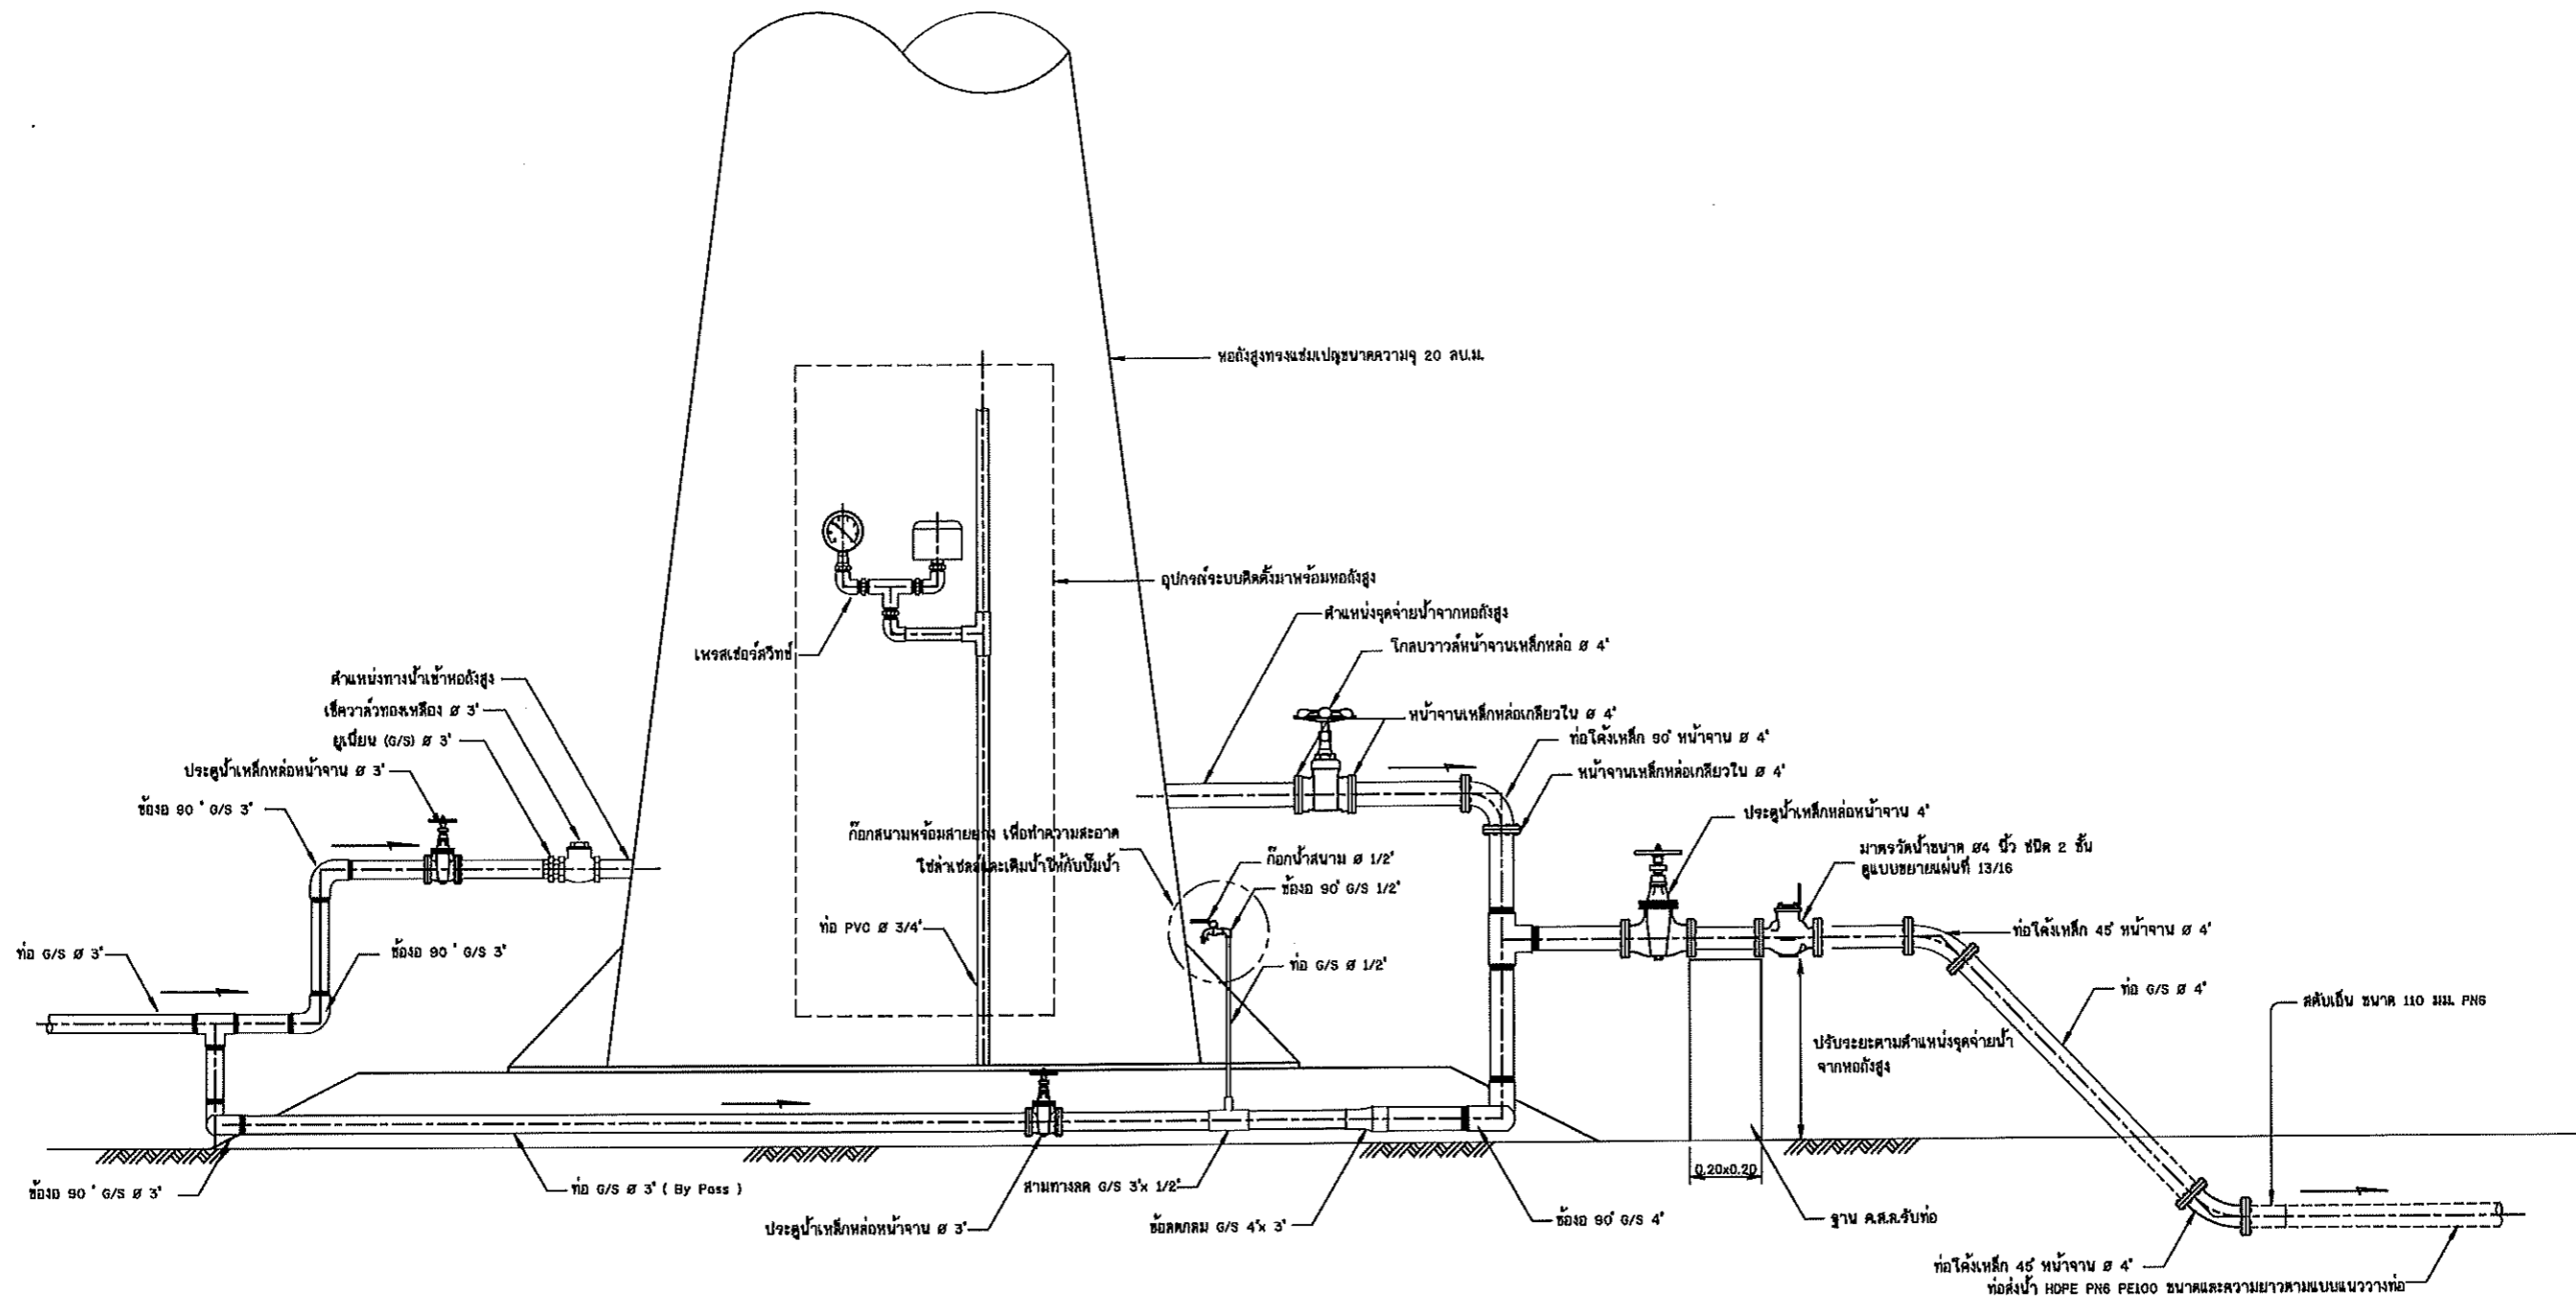 หอถังสูงทรงแชมเปญขนาดความจุ 20 ลบ.ม.
อุปกรณ์ระบบติดตั้งมาพร้อมหอถังสูง
ตำแหน่งจุดจ่ายน้ำจากหอถังสูง
โกลบวาวล์หน้าจานเหล็กหล่อ Ø 4"
เพรสเชอร์สวิทช์
ตำแหน่งทางน้ำเข้าหอถังสูง
เช็ควาล์วทองเหลือง Ø 3"
ยูเนี่ยน (G/S) Ø 3"
ประตูน้ำเหล็กหล่อหน้าจาน Ø 3"
ข้องอ 90° G/S 3"
หน้าจานเหล็กหล่อเกลียวใน Ø 4"
ท่อโค้งเหล็ก 90° หน้าจาน Ø 4"
หน้าจานเหล็กหล่อเกลียวใน Ø 4"
ประตูน้ำเหล็กหล่อหน้าจาน 4"
มาตรวัดน้ำขนาด Ø4 นิ้ว ชนิด 2 ชั้น
ดูแบบขยายแผ่นที่ 13/16
ก๊อกสนามพร้อมสายยาง เพื่อทำความสะอาด
โซล่าเซลล์และเติมน้ำให้กับปั๊มน้ำ
ก๊อกน้ำสนาม Ø 1/2"
ข้องอ 90° G/S 1/2"
ท่อ PVC Ø 3/4"
ท่อ G/S Ø 1/2"
ท่อ G/S Ø 3"
ข้องอ 90° G/S 3"
ท่อโค้งเหล็ก 45° หน้าจาน Ø 4"
ท่อ G/S Ø 4"
สตับเอ็น ขนาด 110 มม. PN6
ปรับระยะตามตำแหน่งจุดจ่ายน้ำ
จากหอถังสูง
0.20x0.20
ข้องอ 90° G/S Ø 3"
ท่อ G/S Ø 3" ( By Pass )
สามทางลด G/S 3"x 1/2"
ประตูน้ำเหล็กหล่อหน้าจาน Ø 3"
ข้อลดกลม G/S 4"x 3"
ข้องอ 90° G/S 4"
ฐาน ค.ส.ล.รับท่อ
ท่อโค้งเหล็ก 45° หน้าจาน Ø 4"
ท่อส่งน้ำ HDPE PN6 PE100 ขนาดและความยาวตามแบบแนววางท่อ